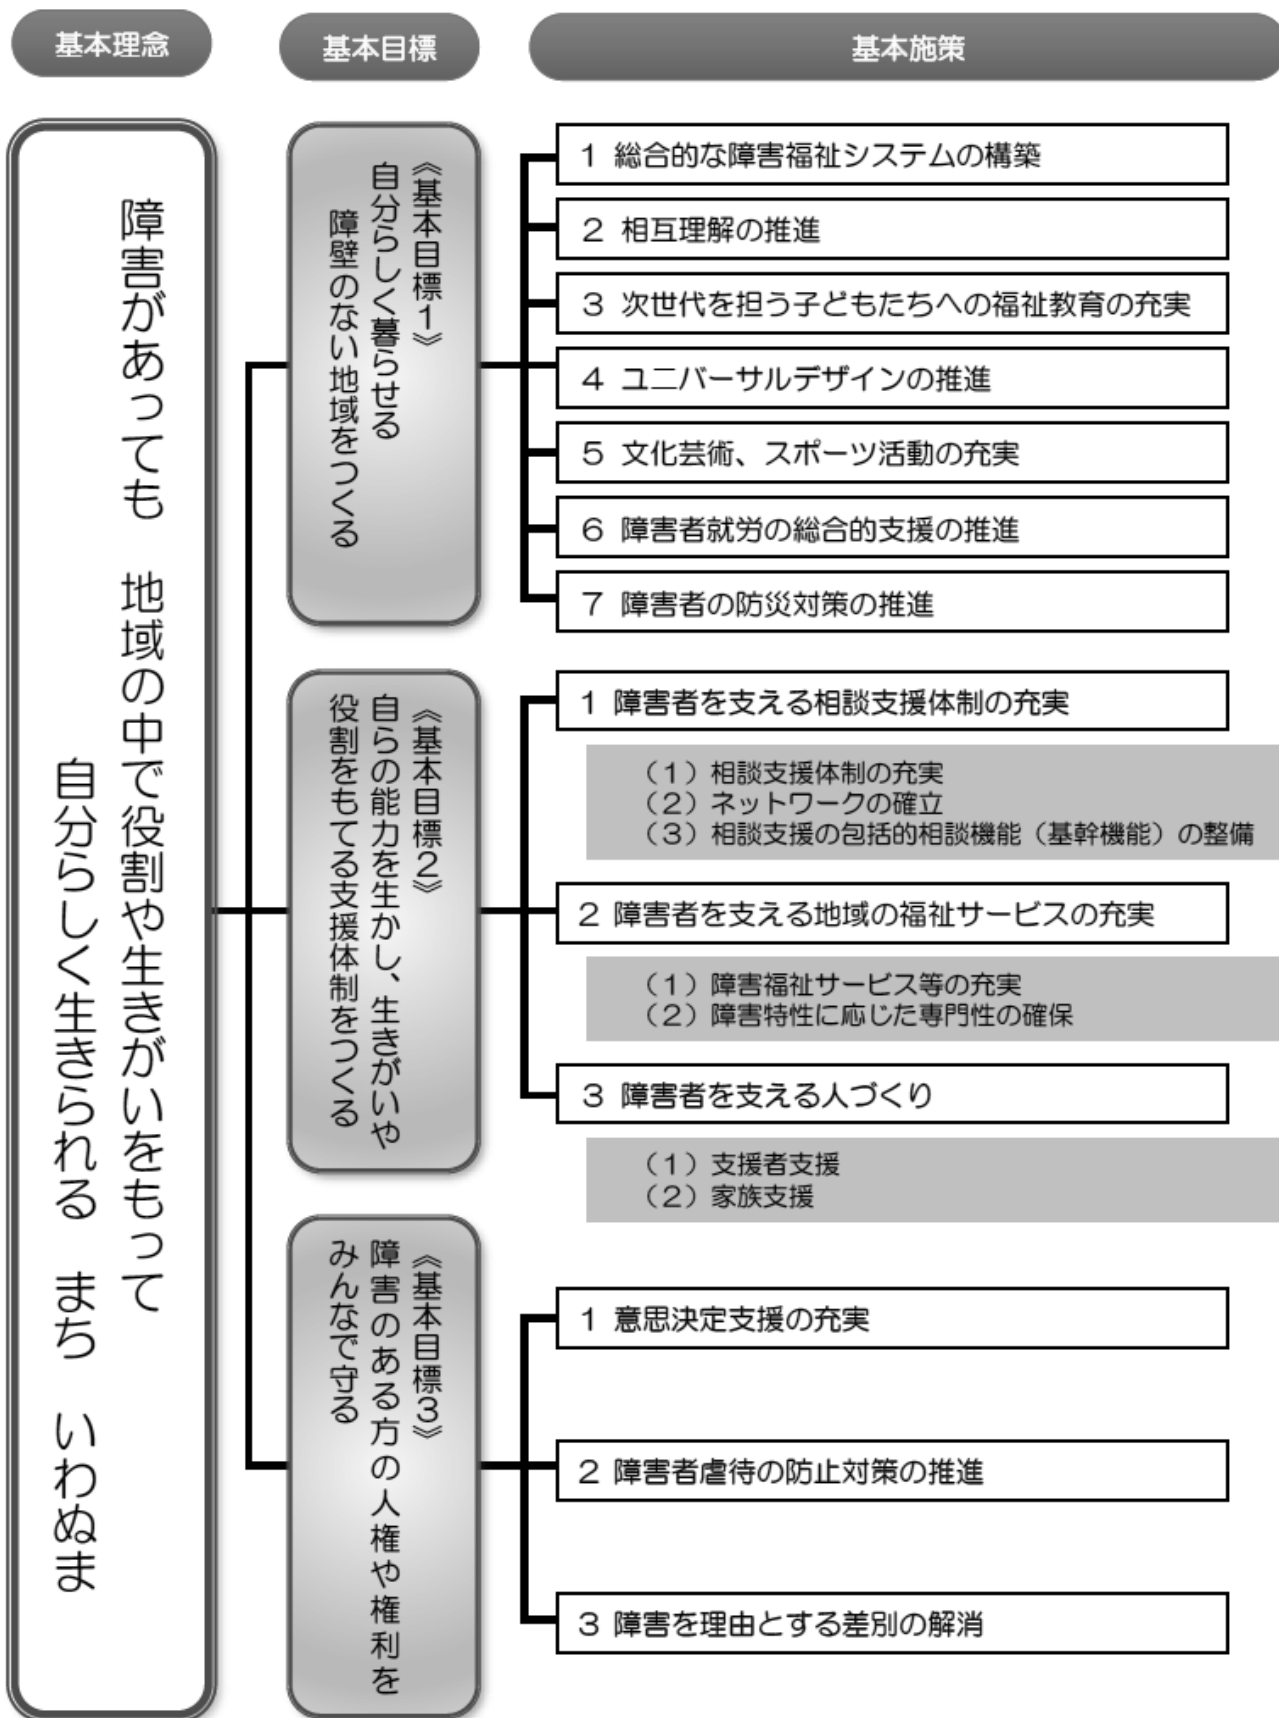 基本理念
基本目標
基本施策
障害があっても 地域の中で役割や生きがいをもって
自分らしく生きられる まち いわぬま
《基本目標１》
自分らしく暮らせる
障壁のない地域をつくる
１ 総合的な障害福祉システムの構築
２ 相互理解の推進
３ 次世代を担う子どもたちへの福祉教育の充実
４ ユニバーサルデザインの推進
５ 文化芸術、スポーツ活動の充実
６ 障害者就労の総合的支援の推進
７ 障害者の防災対策の推進
《基本目標２》
自らの能力を生かし、生きがいや
役割をもてる支援体制をつくる
１ 障害者を支える相談支援体制の充実
（１）相談支援体制の充実
（２）ネットワークの確立
（３）相談支援の包括的相談機能（基幹機能）の整備
２ 障害者を支える地域の福祉サービスの充実
（１）障害福祉サービス等の充実
（２）障害特性に応じた専門性の確保
３ 障害者を支える人づくり
（１）支援者支援
（２）家族支援
《基本目標３》
障害のある方の人権や権利を
みんなで守る
１ 意思決定支援の充実
２ 障害者虐待の防止対策の推進
３ 障害を理由とする差別の解消